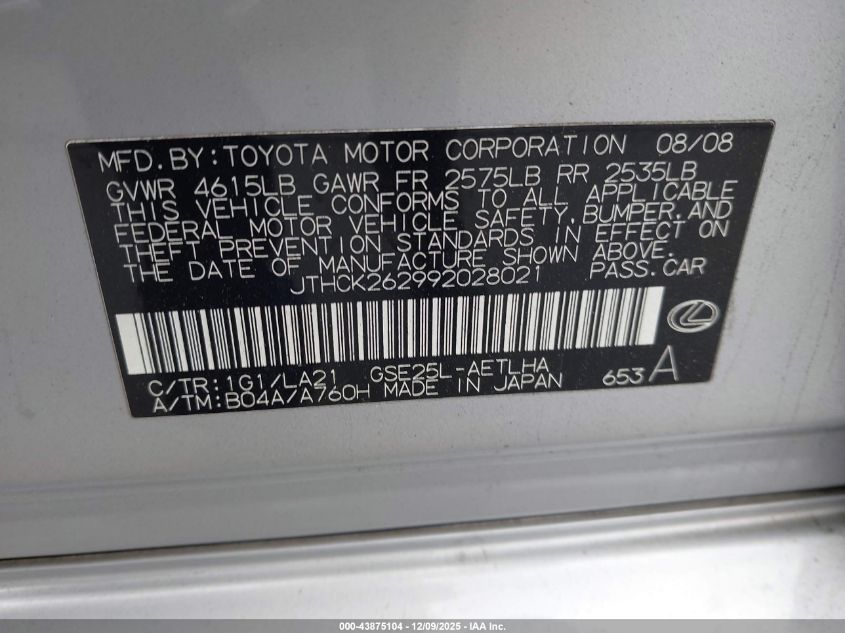 MFD. BY: TOYOTA MOTOR CORPORATION 08/08
GVWR 4615LB GAWR FR 2575LB RR 2535LB
THIS VEHICLE CONFORMS TO ALL APPLICABLE
FEDERAL MOTOR VEHICLE SAFETY, BUMPER, AND
THEFT PREVENTION STANDARDS IN EFFECT ON
THE DATE OF MANUFACTURE SHOWN ABOVE.
JTHCK262992028021 PASS. CAR
C/TR: 1G1/LA21 GSE25L-AETLHA
A/TM: B04A/A760H MADE IN JAPAN 653 A
000-43875104 - 12/09/2025 - IAA Inc.